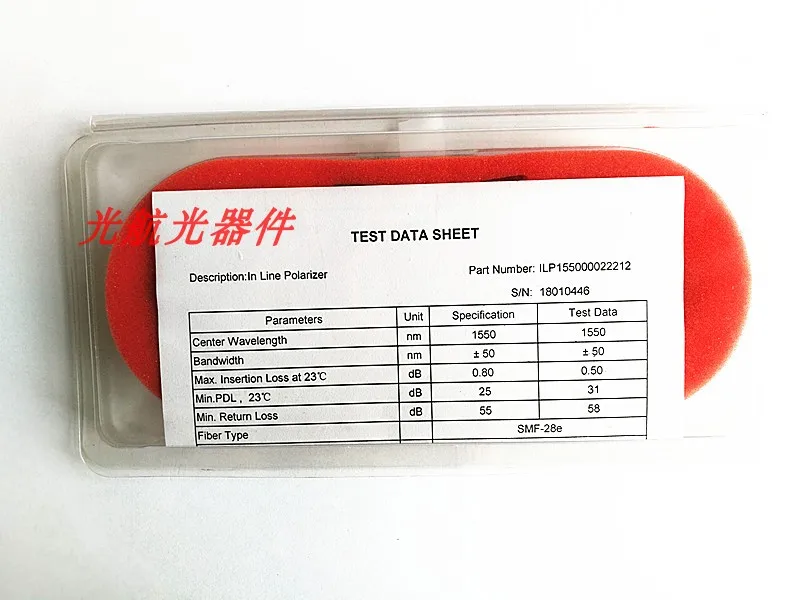 光航光器件
TEST DATA SHEET
Description:In Line Polarizer Part Number: ILP155000022212
S/N: 18010446
Parameters Unit Specification Test Data
Center Wavelength nm 1550 1550
Bandwidth nm ± 50 ± 50
Max. Insertion Loss at 23℃ dB 0.80 0.50
Min.PDL , 23℃ dB 25 31
Min. Return Loss dB 55 58
Fiber Type SMF-28e